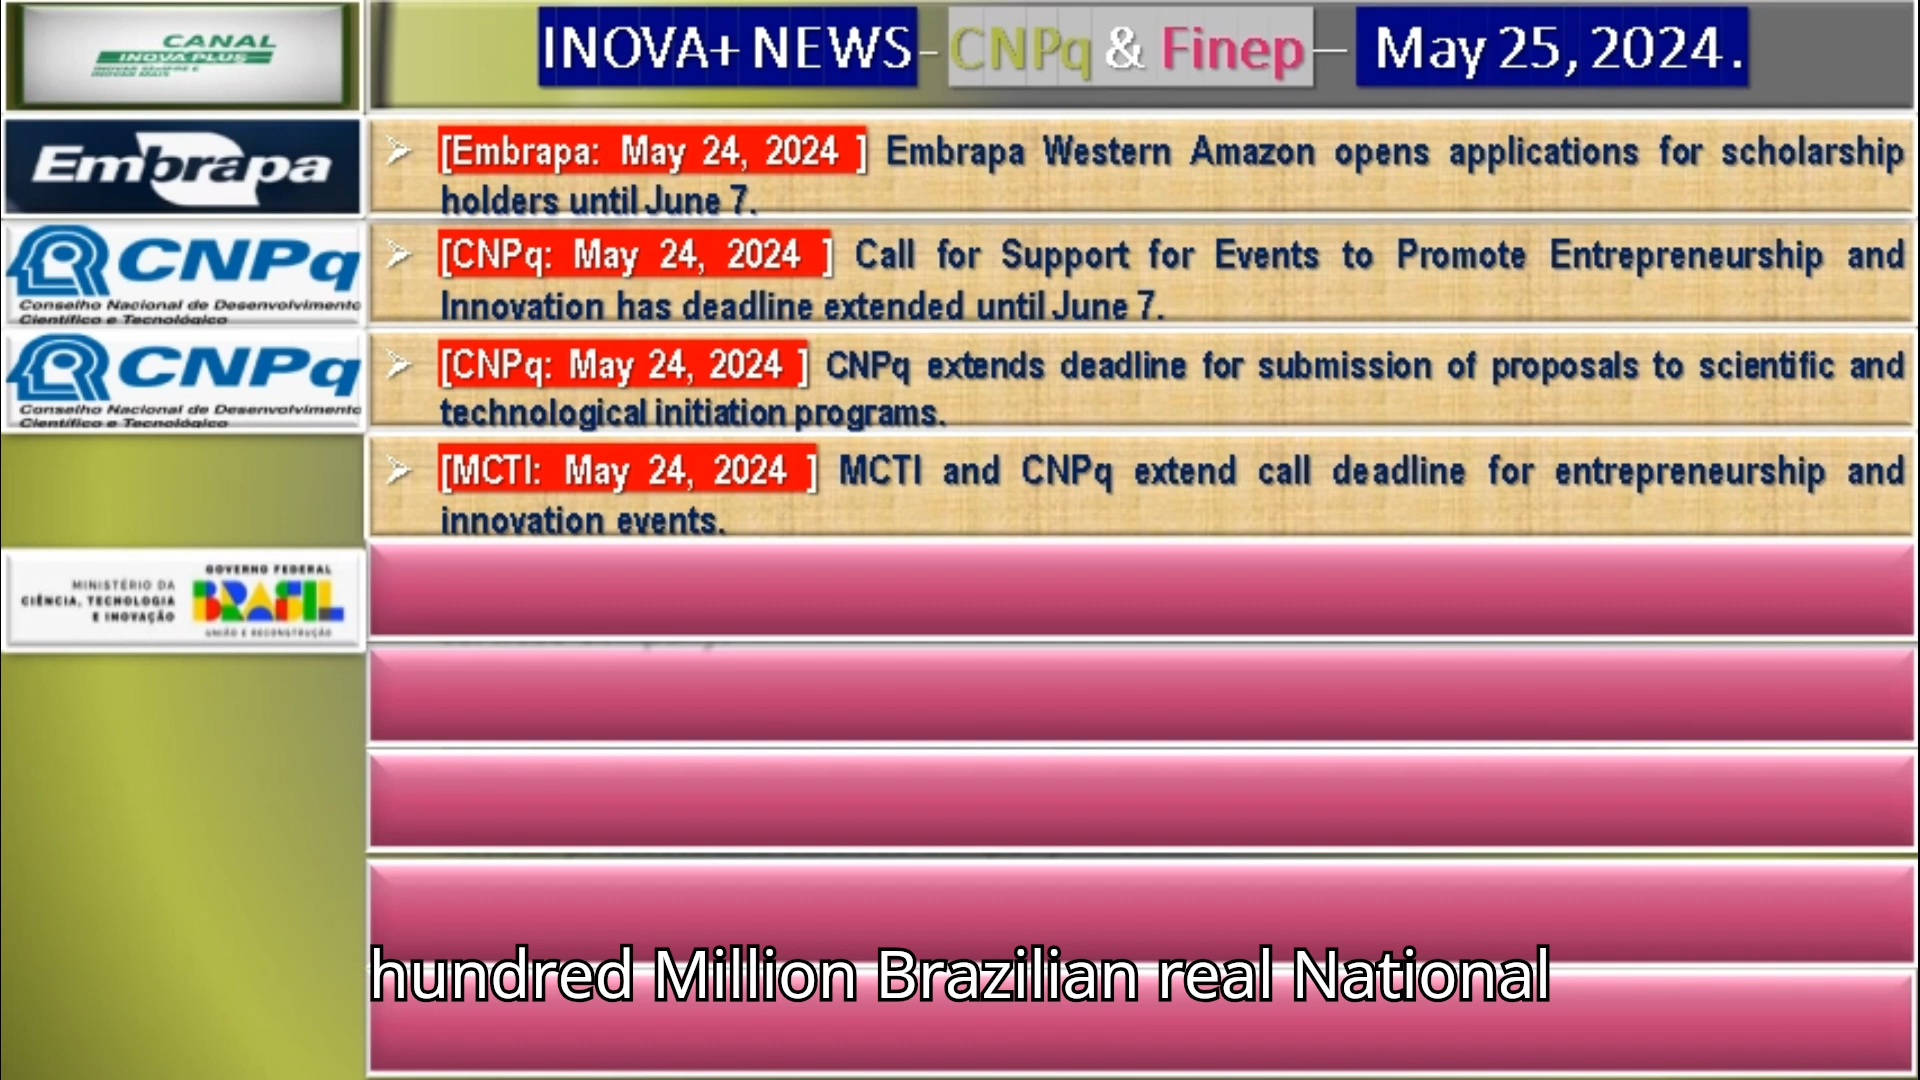 CANAL
INOVA PLUS
INOVAR SEMPRE E
INOVAR MAIS
INOVA+ NEWS – CNPq & Finep – May 25, 2024.
Embrapa
[Embrapa: May 24, 2024 ] Embrapa Western Amazon opens applications for scholarship
holders until June 7.
CNPq
Conselho Nacional de Desenvolvimento
Científico e Tecnológico
[CNPq: May 24, 2024 ] Call for Support for Events to Promote Entrepreneurship and
Innovation has deadline extended until June 7.
CNPq
Conselho Nacional de Desenvolvimento
Científico e Tecnológico
[CNPq: May 24, 2024 ] CNPq extends deadline for submission of proposals to scientific and
technological initiation programs.
[MCTI: May 24, 2024 ] MCTI and CNPq extend call deadline for entrepreneurship and
innovation events.
MINISTÉRIO DA
CIÊNCIA, TECNOLOGIA
E INOVAÇÃO
GOVERNO FEDERAL
BRASIL
UNIÃO E RECONSTRUÇÃO
hundred Million Brazilian real National